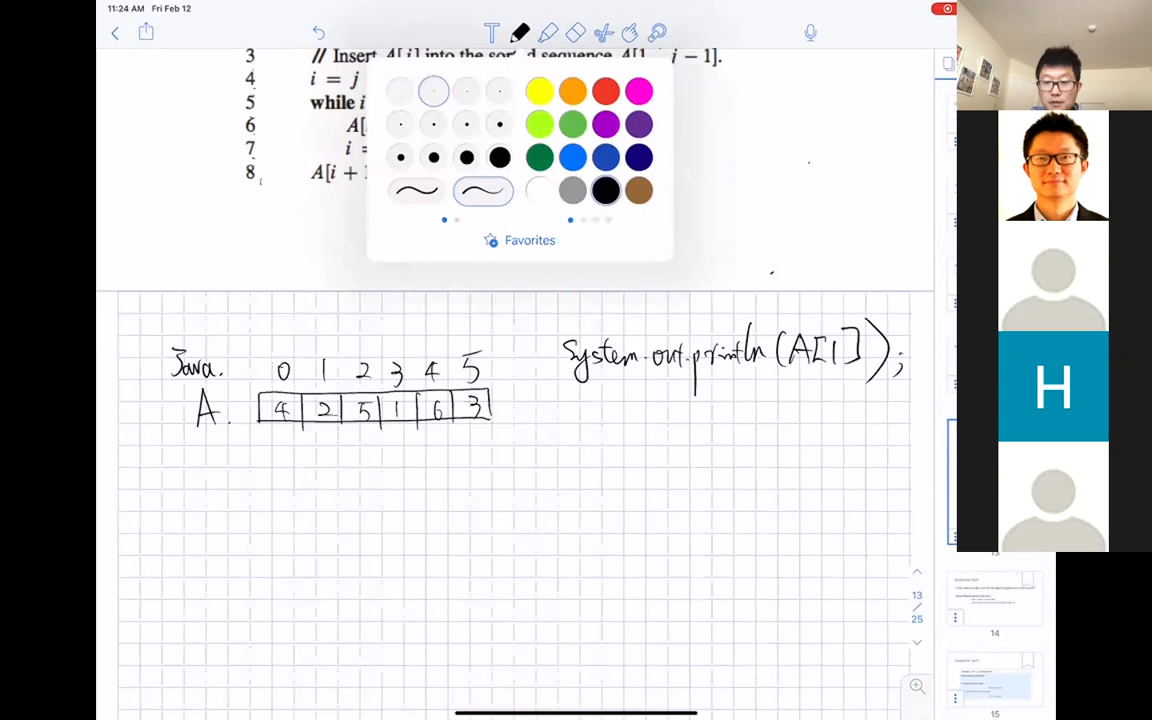 11:24 AM Fri Feb 12
3 // Insert A[j] into the sor d sequence A[1 j − 1].
4 i = j
5 while i
6 A[
7 i =
8 A[i + 1
Favorites
Java. 0 1 2 3 4 5
A. 4 2 5 1 6 3
System.out.println(A[1]);
H
13
/
25
14
15